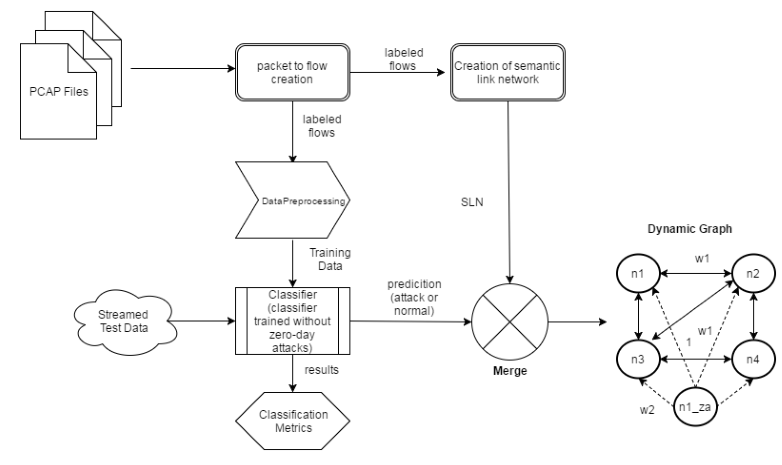 PCAP Files
packet to flow
creation
labeled
flows
Creation of semantic
link network
labeled
flows
DataPreprocessing
SLN
Training
Data
Streamed
Test Data
Classifier
(classifier
trained without
zero-day
attacks)
predicition
(attack or
normal)
Merge
results
Classification
Metrics
Dynamic Graph
n1
w1
n2
w1
1
n3
n4
w2
n1_za